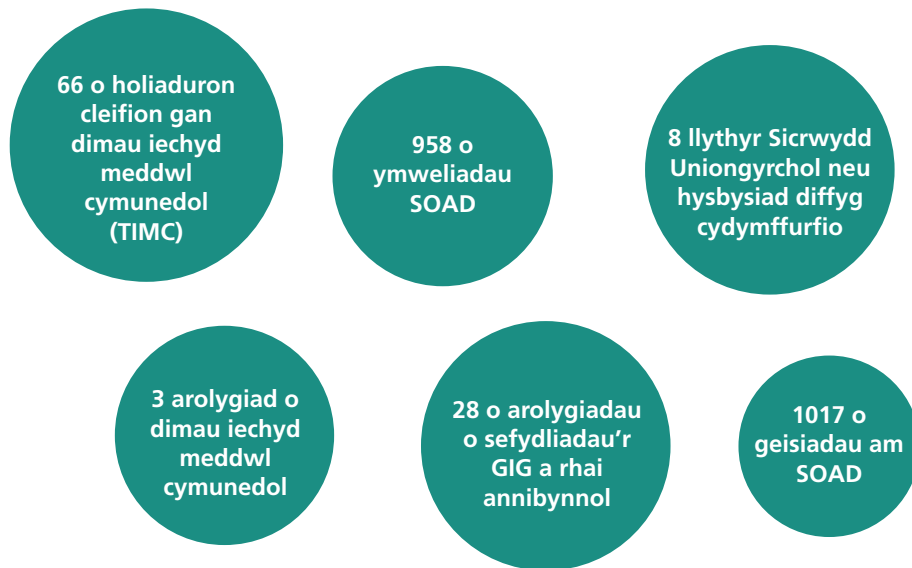 66 o holiaduron
cleifion gan
dimau iechyd
meddwl
cymunedol
(TIMC)
958 o
ymweliadau
SOAD
8 llythyr Sicrwydd
Uniongyrchol neu
hysbysiad diffyg
cydymffurfio
3 arolygiad o
dimau iechyd
meddwl
cymunedol
28 o arolygiadau
o sefydliadau’r
GIG a rhai
annibynnol
1017 o
geisiadau am
SOAD